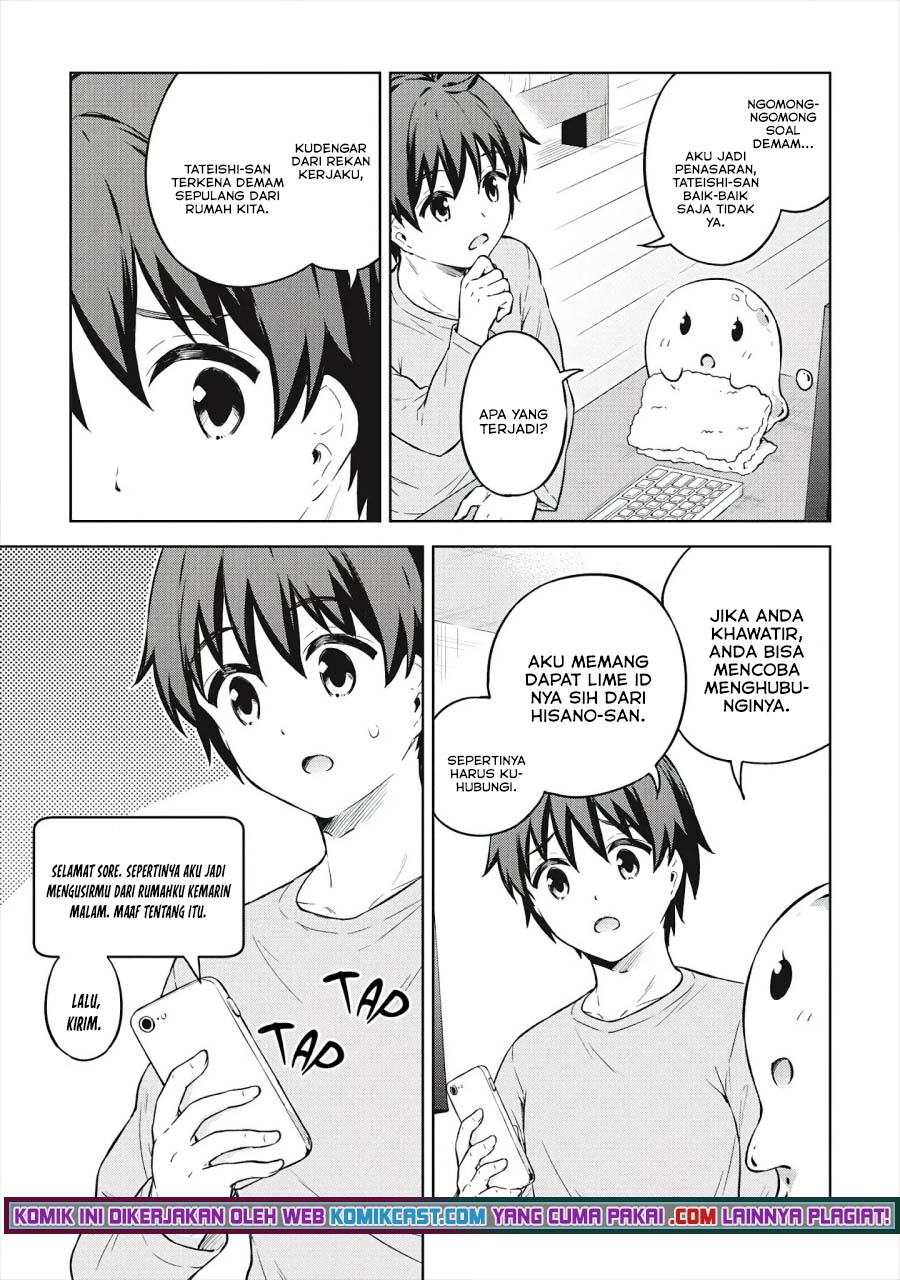 NGOMONG-
NGOMONG
SOAL
DEMAM...
AKU JADI
PENASARAN,
TATEISHI-SAN
BAIK-BAIK
SAJA TIDAK
YA.
APA YANG
TERJADI?
KUDENGAR
DARI REKAN
KERJAKU,
TATEISHI-SAN
TERKENA DEMAM
SEPULANG DARI
RUMAH KITA.
JIKA ANDA
KHAWATIR,
ANDA BISA
MENCOBA
MENGHUBU-
NGINYA.
AKU MEMANG
DAPAT LIME ID
NYA SIH DARI
HISANO-SAN.
SEPERTINYA
HARUS KU-
HUBUNGI.
SELAMAT SORE. SEPERTINYA AKU JADI
MENGUSIRMU DARI RUMAHKU KEMARIN
MALAM. MAAF TENTANG ITU.
TAP
TAP
LALU,
KIRIM.
KOMIK INI DIKERJAKAN OLEH WEB KOMIKCAST.COM YANG CUMA PAKAI .COM LAINNYA PLAGIAT!